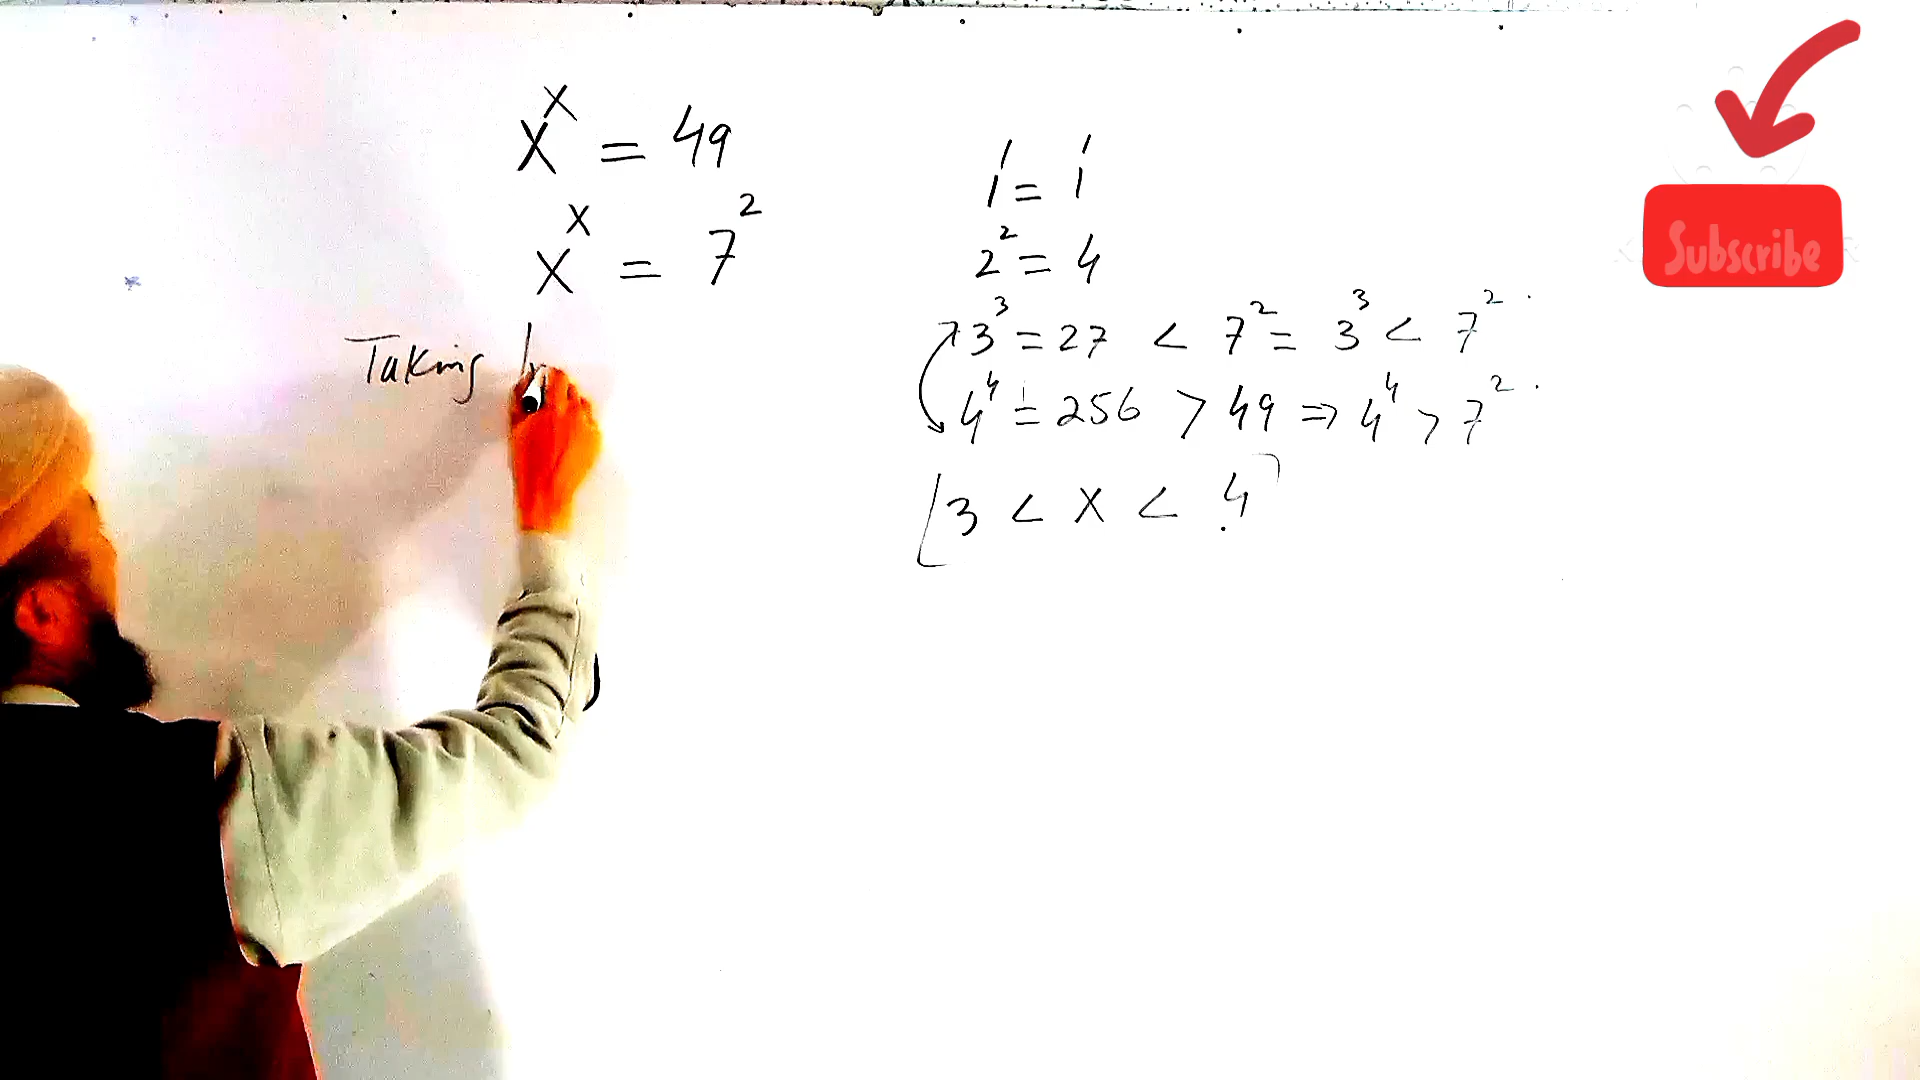 x^x = 49
x^x = 7^2
Taking
1^1 = 1^1
2^2 = 4
3^3 = 27 < 7^2 = 3^3 < 7^2
4^4 = 256 > 49 ⇒ 4^4 > 7^2
3 < x < 4
Subscribe